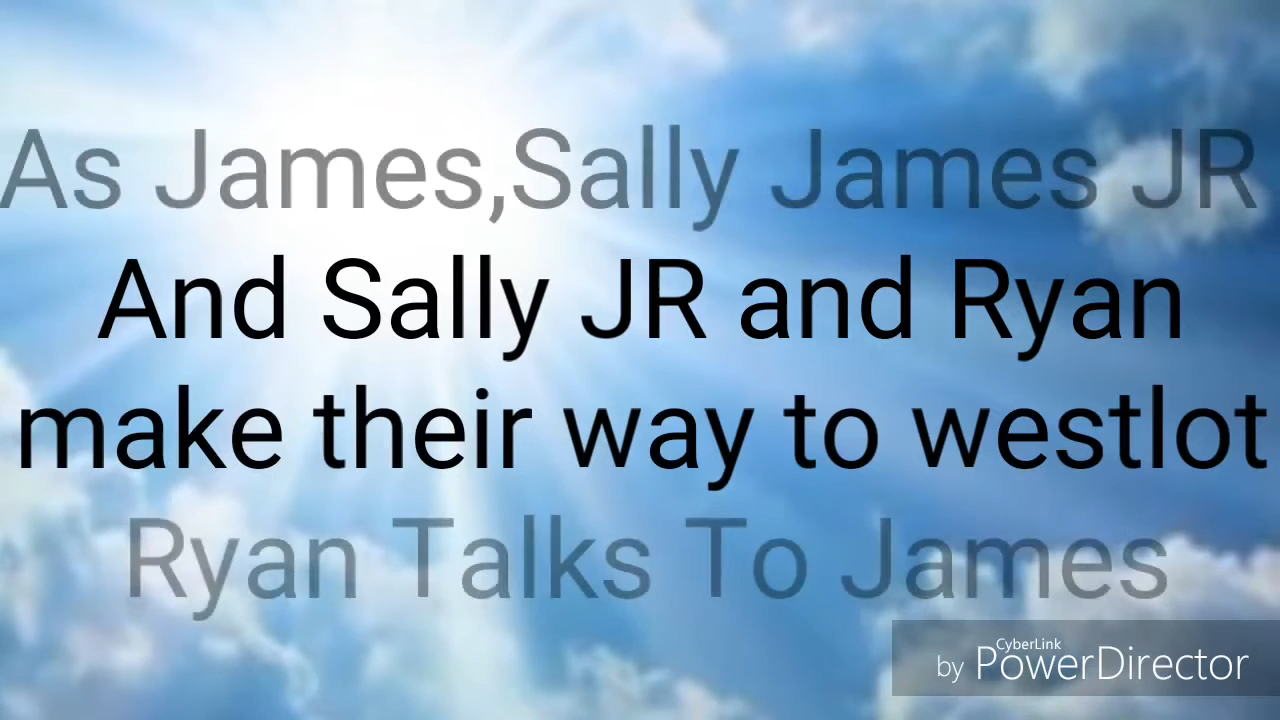 As James,Sally James JR
And Sally JR and Ryan
make their way to westlot
Ryan Talks To James
CyberLink
by PowerDirector